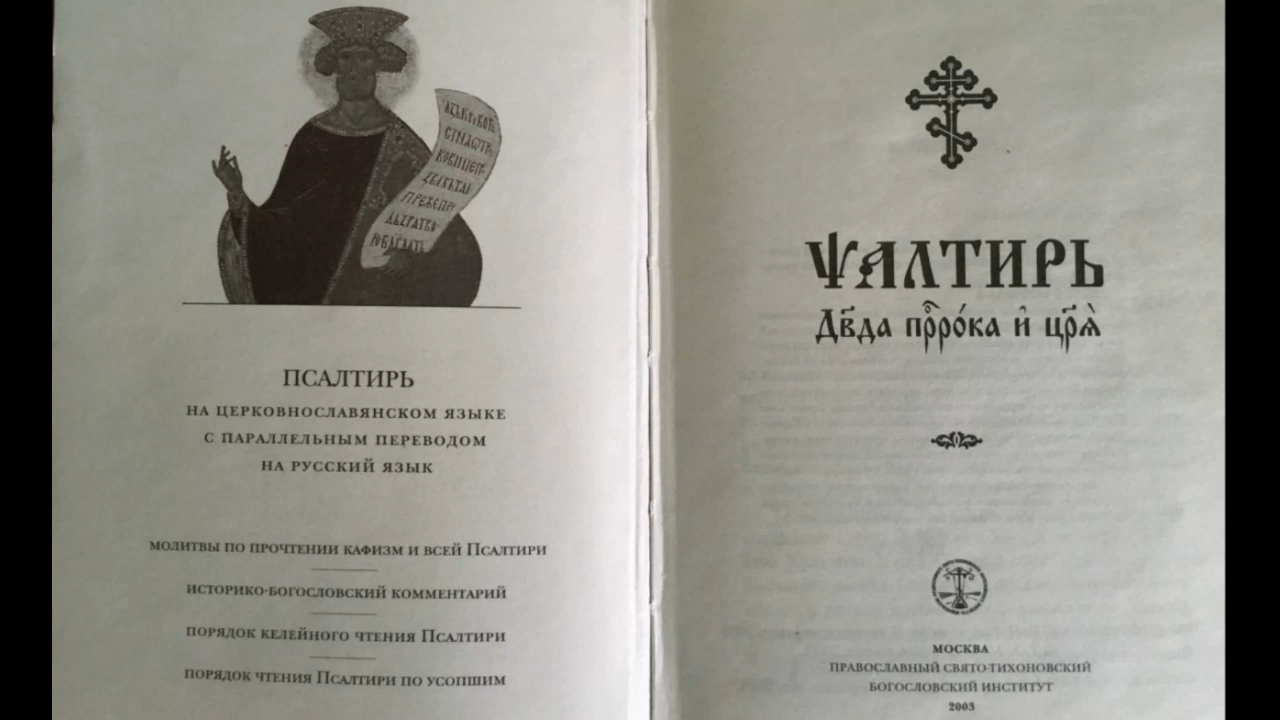 ПСАЛТИРЬ
НА ЦЕРКОВНОСЛАВЯНСКОМ ЯЗЫКЕ
С ПАРАЛЛЕЛЬНЫМ ПЕРЕВОДОМ
НА РУССКИЙ ЯЗЫК
МОЛИТВЫ ПО ПРОЧТЕНИИ КАФИЗМ И ВСЕЙ ПСАЛТИРИ
ИСТОРИКО-БОГОСЛОВСКИЙ КОММЕНТАРИЙ
ПОРЯДОК КЕЛЕЙНОГО ЧТЕНИЯ ПСАЛТИРИ
ПОРЯДОК ЧТЕНИЯ ПСАЛТИРИ ПО УСОПШИМ
ѰАЛТИРЬ
Дв҃да прⷪ҇ро́ка и҆ цр҃ѧ̀
МОСКВА
ПРАВОСЛАВНЫЙ СВЯТО-ТИХОНОВСКИЙ
БОГОСЛОВСКИЙ ИНСТИТУТ
2003